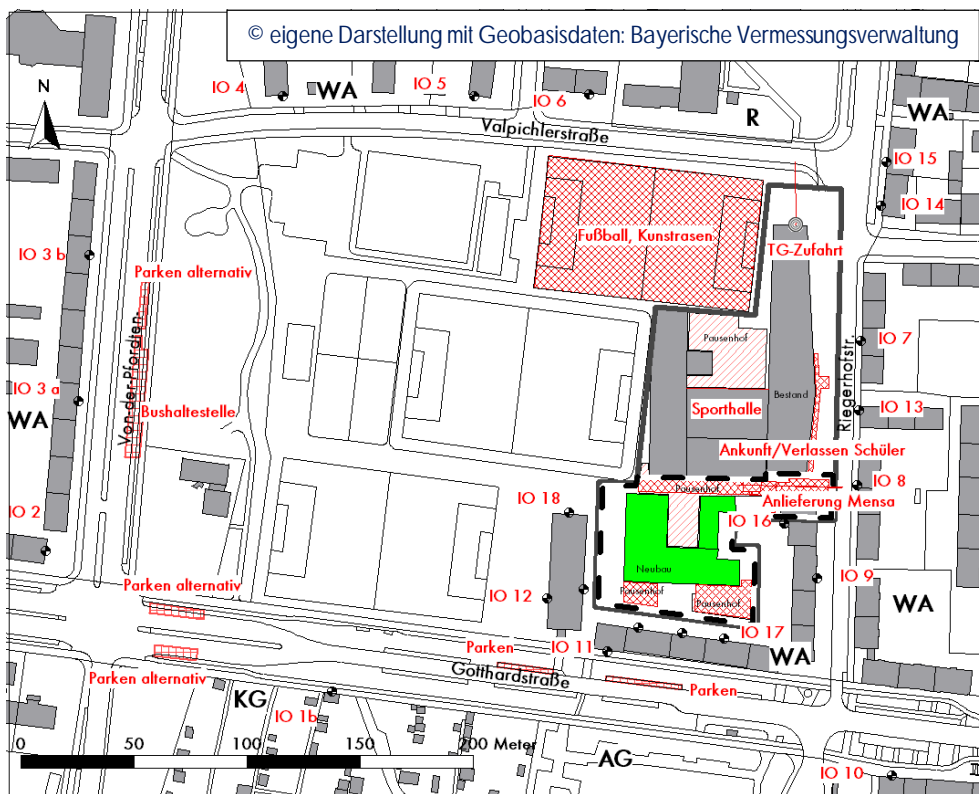 © eigene Darstellung mit Geobasisdaten: Bayerische Vermessungsverwaltung
N
IO 4
WA
IO 5
IO 6
R
WA
Valpichlerstraße
IO 15
IO 14
Fußball, Kunstrasen
TG-Zufahrt
IO 3 b
Parken alternativ
Pausenhof
IO 7
Von-der-Pfordten-
Riegerhofstr.
IO 3 a
WA
Bushaltestelle
Sporthalle
Bestand
IO 13
Ankunft/Verlassen Schüler
IO 8
Pausenhof
Anlieferung Mensa
IO 18
IO 16
IO 2
Neubau
IO 9
Parken alternativ
Pausenhof
Pausenhof
IO 12
WA
IO 17
IO 11
WA
Parken
Gotthardstraße
Parken alternativ
Parken
KG
IO 1b
0 50 100 150 200 Meter
AG
IO 10